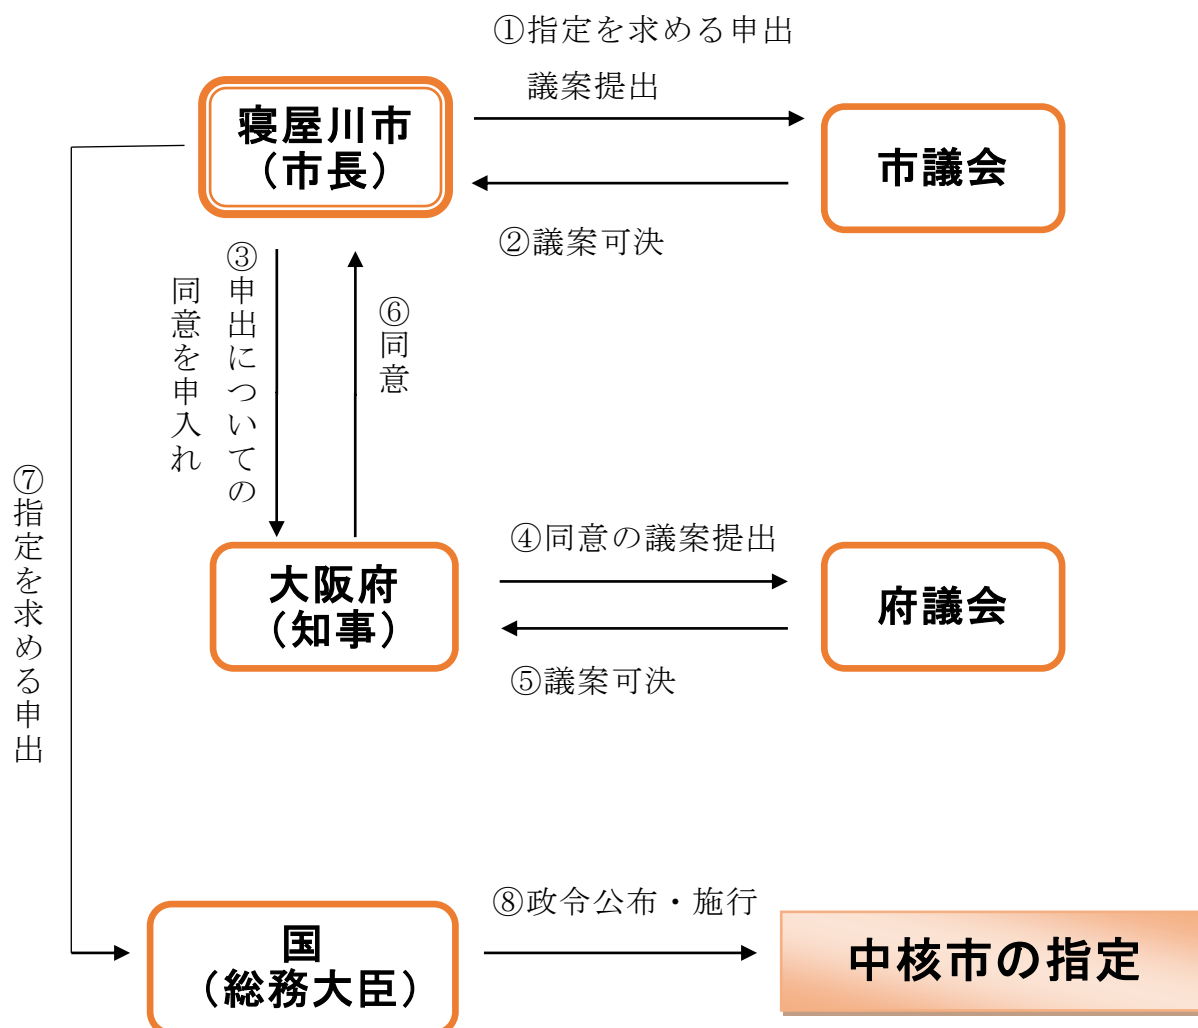 ①指定を求める申出
議案提出
寝屋川市
（市長）
市議会
②議案可決
③申出についての
同意を申入れ
⑥同意
⑦指定を求める申出
④同意の議案提出
大阪府
（知事）
府議会
⑤議案可決
⑧政令公布・施行
国
（総務大臣）
中核市の指定